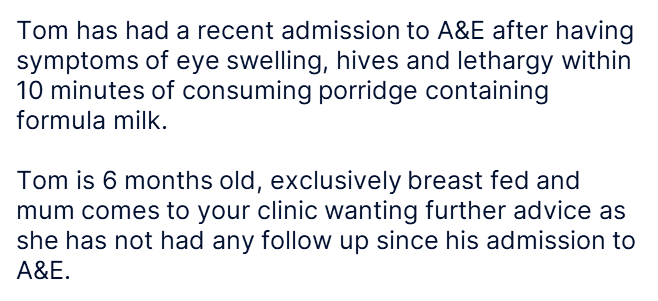 Tom has had a recent admission to A&E after having
symptoms of eye swelling, hives and lethargy within
10 minutes of consuming porridge containing
formula milk.
Tom is 6 months old, exclusively breast fed and
mum comes to your clinic wanting further advice as
she has not had any follow up since his admission to
A&E.